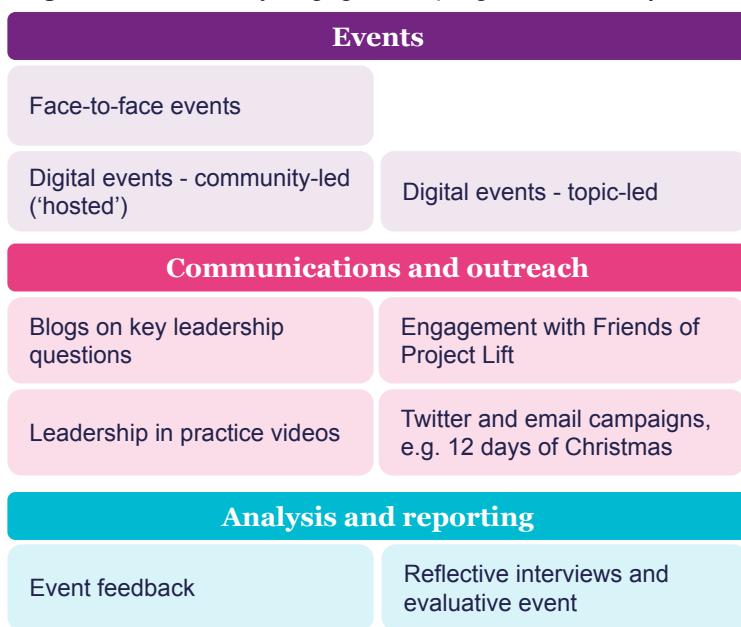 Events
Face-to-face events
Digital events - community-led
('hosted')
Digital events - topic-led
Communications and outreach
Blogs on key leadership
questions
Engagement with Friends of
Project Lift
Leadership in practice videos
Twitter and email campaigns,
e.g. 12 days of Christmas
Analysis and reporting
Event feedback
Reflective interviews and
evaluative event